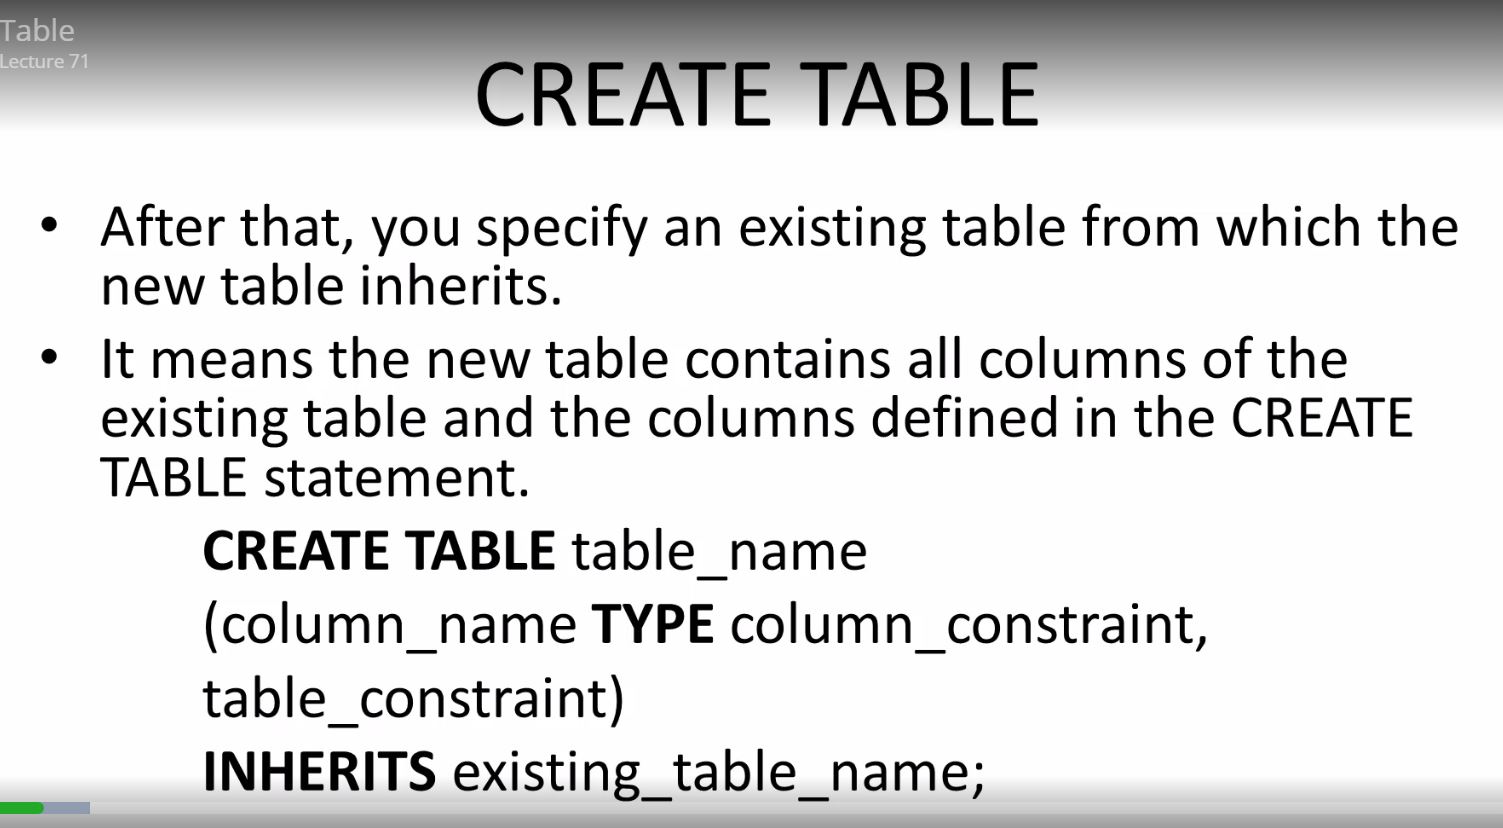 Table
Lecture 71
CREATE TABLE
• After that, you specify an existing table from which the
new table inherits.
• It means the new table contains all columns of the
existing table and the columns defined in the CREATE
TABLE statement.
CREATE TABLE table_name
(column_name TYPE column_constraint,
table_constraint)
INHERITS existing_table_name;